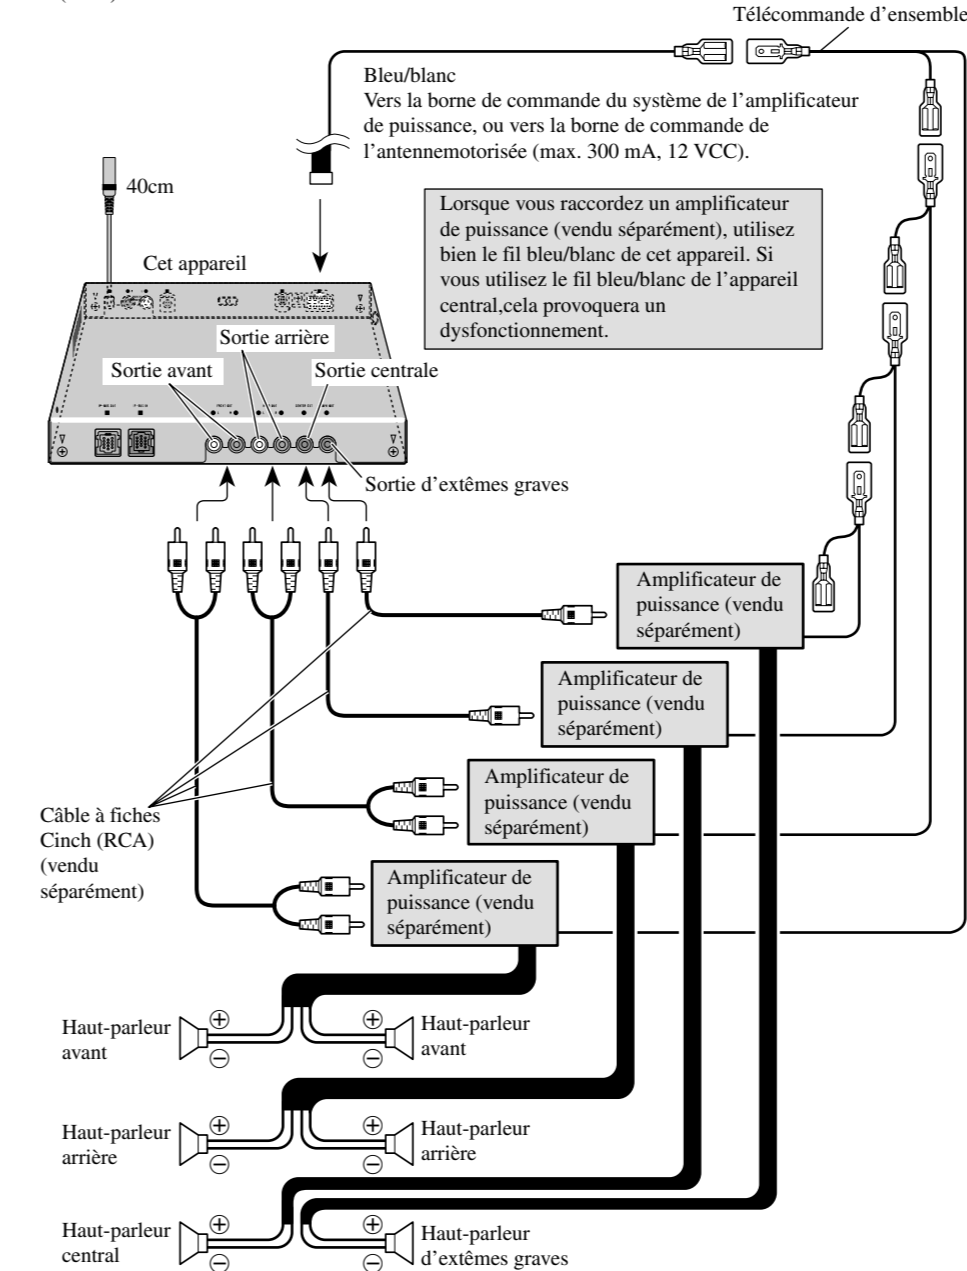 Télécommande d'ensemble
Bleu/blanc
Vers la borne de commande du système de l'amplificateur
de puissance, ou vers la borne de commande de
l'antennemotorisée (max. 300 mA, 12 VCC).
40cm
Lorsque vous raccordez un amplificateur
de puissance (vendu séparément), utilisez
bien le fil bleu/blanc de cet appareil. Si
vous utilisez le fil bleu/blanc de l'appareil
central,cela provoquera un
dysfonctionnement.
Cet appareil
Sortie arrière
Sortie avant
Sortie centrale
Sortie d'extêmes graves
Amplificateur de
puissance (vendu
séparément)
Amplificateur de
puissance (vendu
séparément)
Amplificateur de
puissance (vendu
séparément)
Câble à fiches
Cinch (RCA)
(vendu
séparément)
Amplificateur de
puissance (vendu
séparément)
Haut-parleur
avant
Haut-parleur
avant
Haut-parleur
arrière
Haut-parleur
arrière
Haut-parleur
central
Haut-parleur
d'extêmes graves